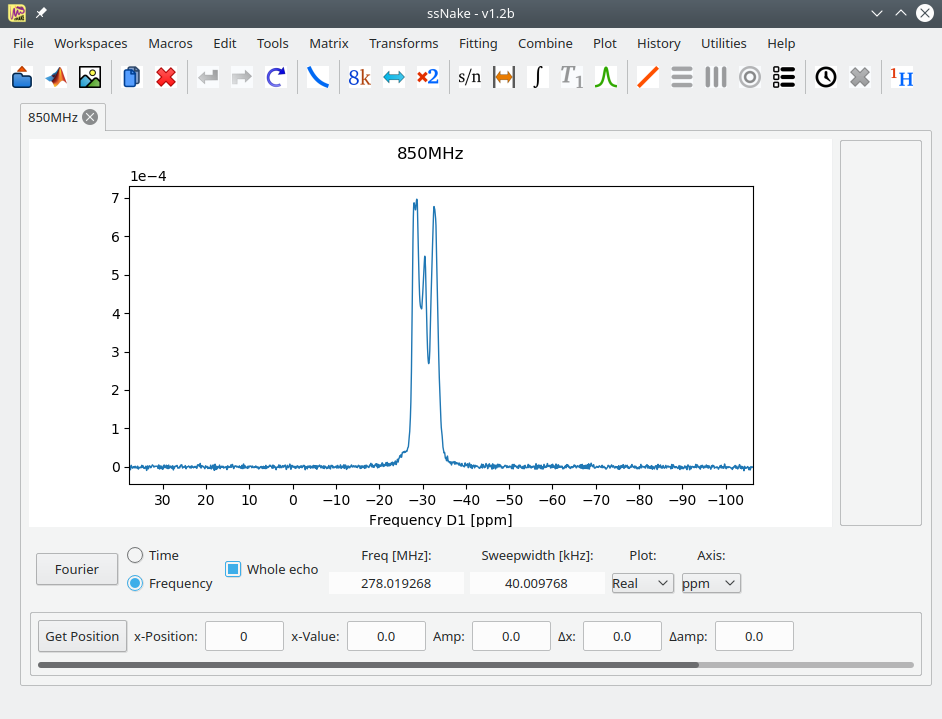 ssNake - v1.2b
File Workspaces Macros Edit Tools Matrix Transforms Fitting Combine Plot History Utilities Help
8k ×2 s/n ∫ T1 ¹H
850MHz
850MHz
1e−4
7
6
5
4
3
2
1
0
30 20 10 0 −10 −20 −30 −40 −50 −60 −70 −80 −90 −100
Frequency D1 [ppm]
Fourier
Time
Frequency
Whole echo
Freq [MHz]: Sweepwidth [kHz]: Plot: Axis:
278.019268 40.009768 Real ppm
Get Position x-Position: 0 x-Value: 0.0 Amp: 0.0 Δx: 0.0 Δamp: 0.0